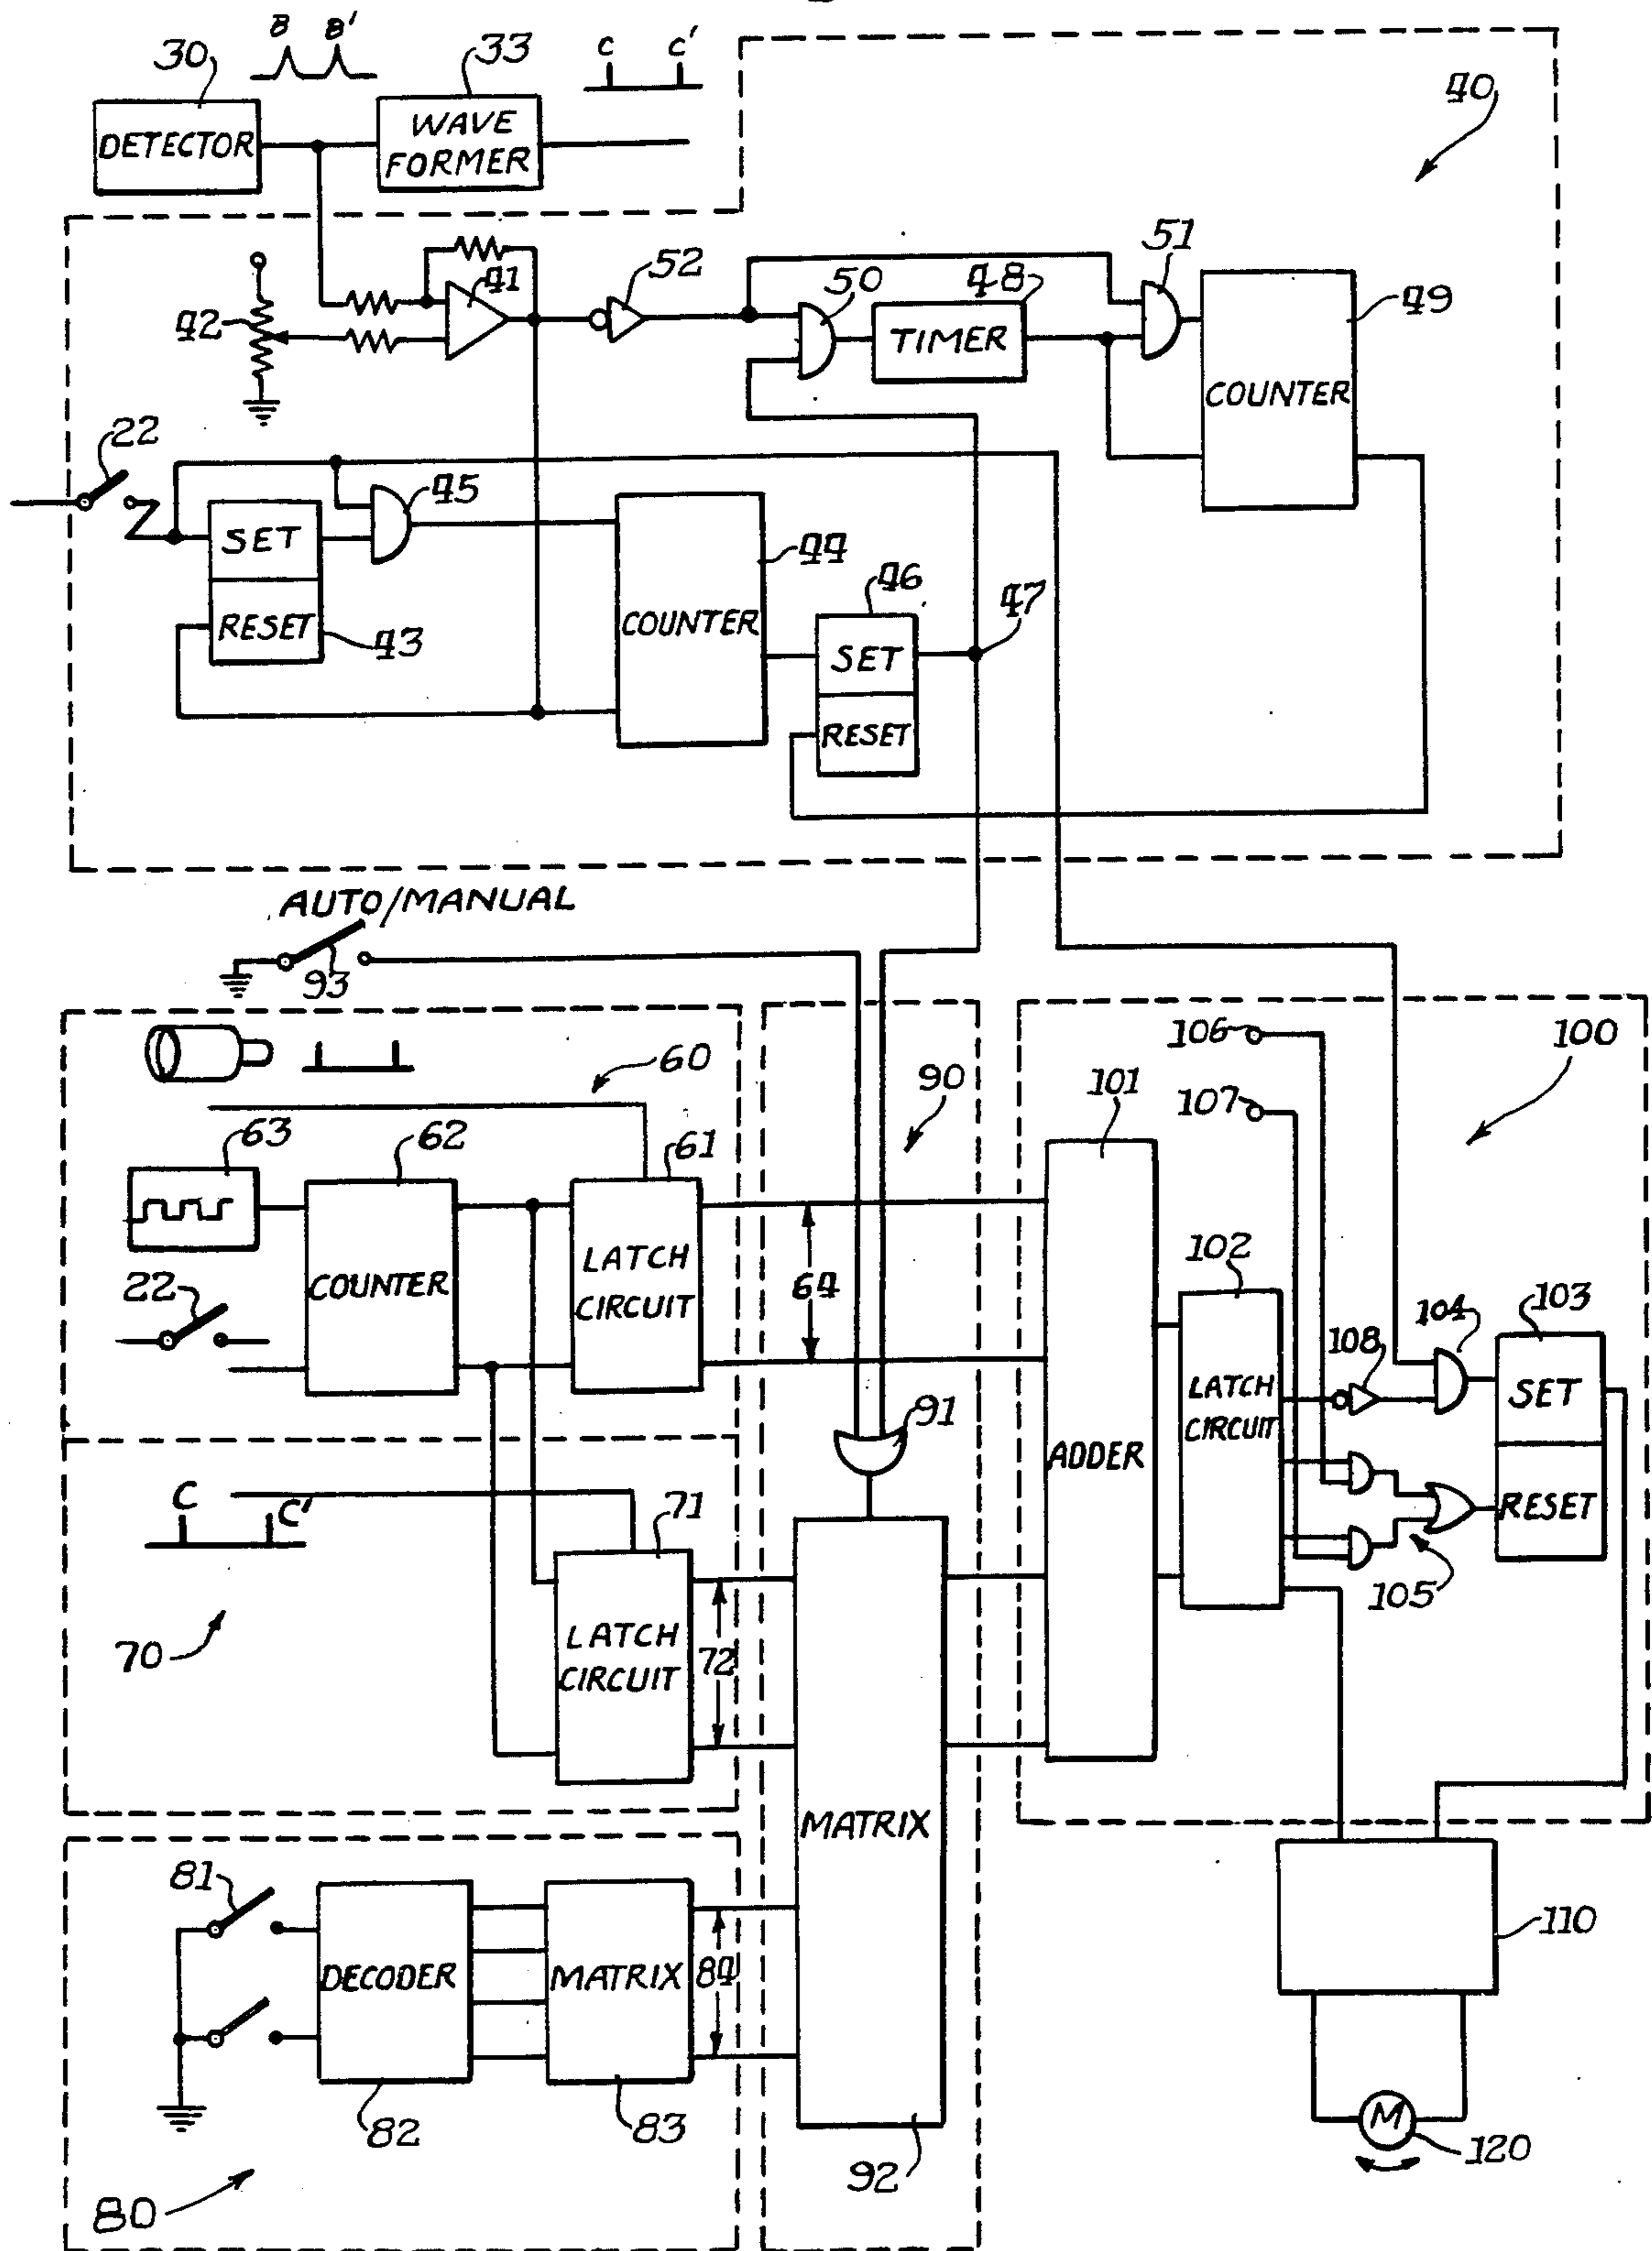 B B'
30 33 C C'
DETECTOR
WAVE
FORMER
40
51
52 50 48
41
42 TIMER 49
COUNTER
22
45
SET 44
46
47
RESET 43
COUNTER
SET
RESET
AUTO/MANUAL
93
106 100
60 90 101
107
63 62 61
LATCH
CIRCUIT
102
22 COUNTER 64
104 103
108
LATCH
CIRCUIT
SET
91
ADDER
C C' 71
RESET
105
LATCH
CIRCUIT
70 72
MATRIX
81
110
DECODER MATRIX 84
M
82 83
120
92
80